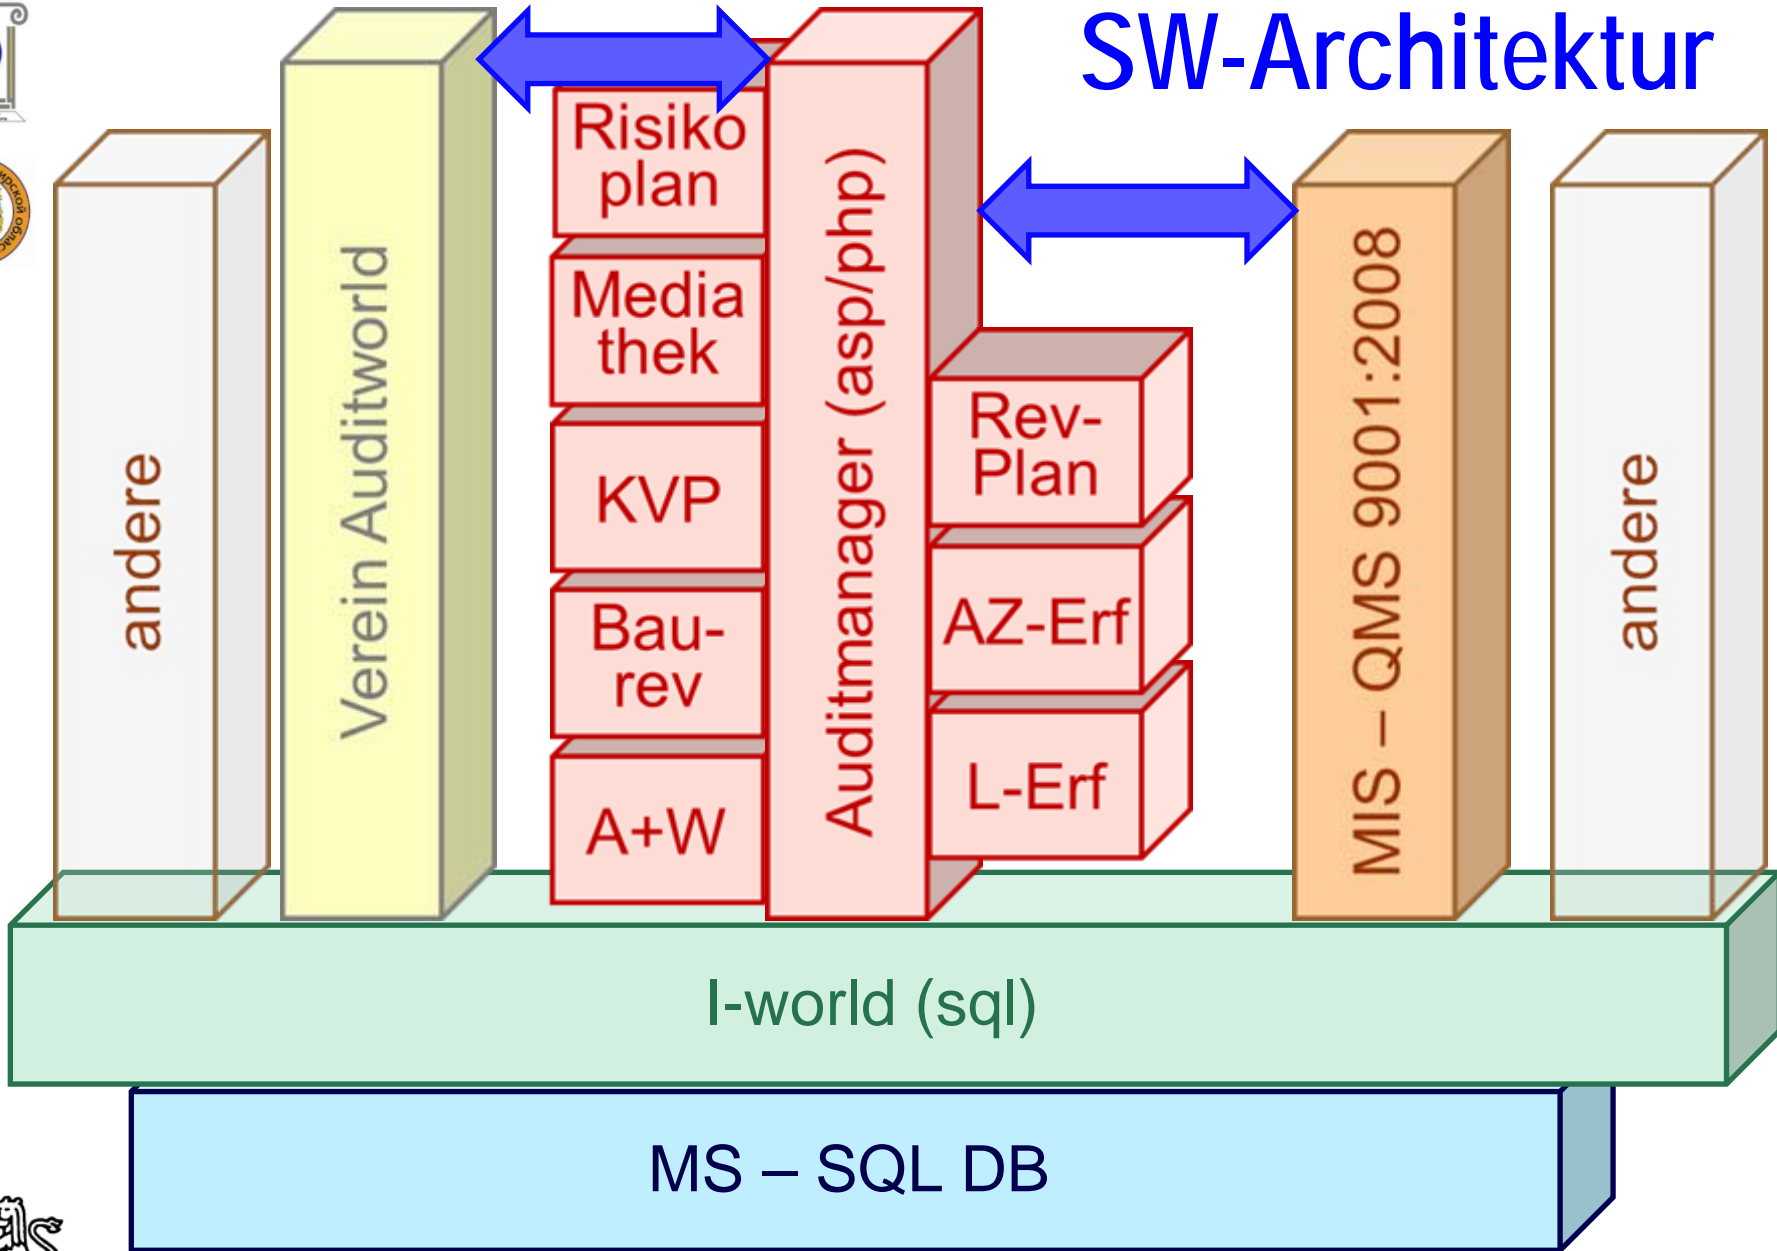 SW-Architektur
andere
Verein Auditworld
Risiko
plan
Media
thek
KVP
Bau-
rev
A+W
Auditmanager (asp/php)
Rev-
Plan
AZ-Erf
L-Erf
MIS – QMS 9001:2008
andere
I-world (sql)
MS – SQL DB